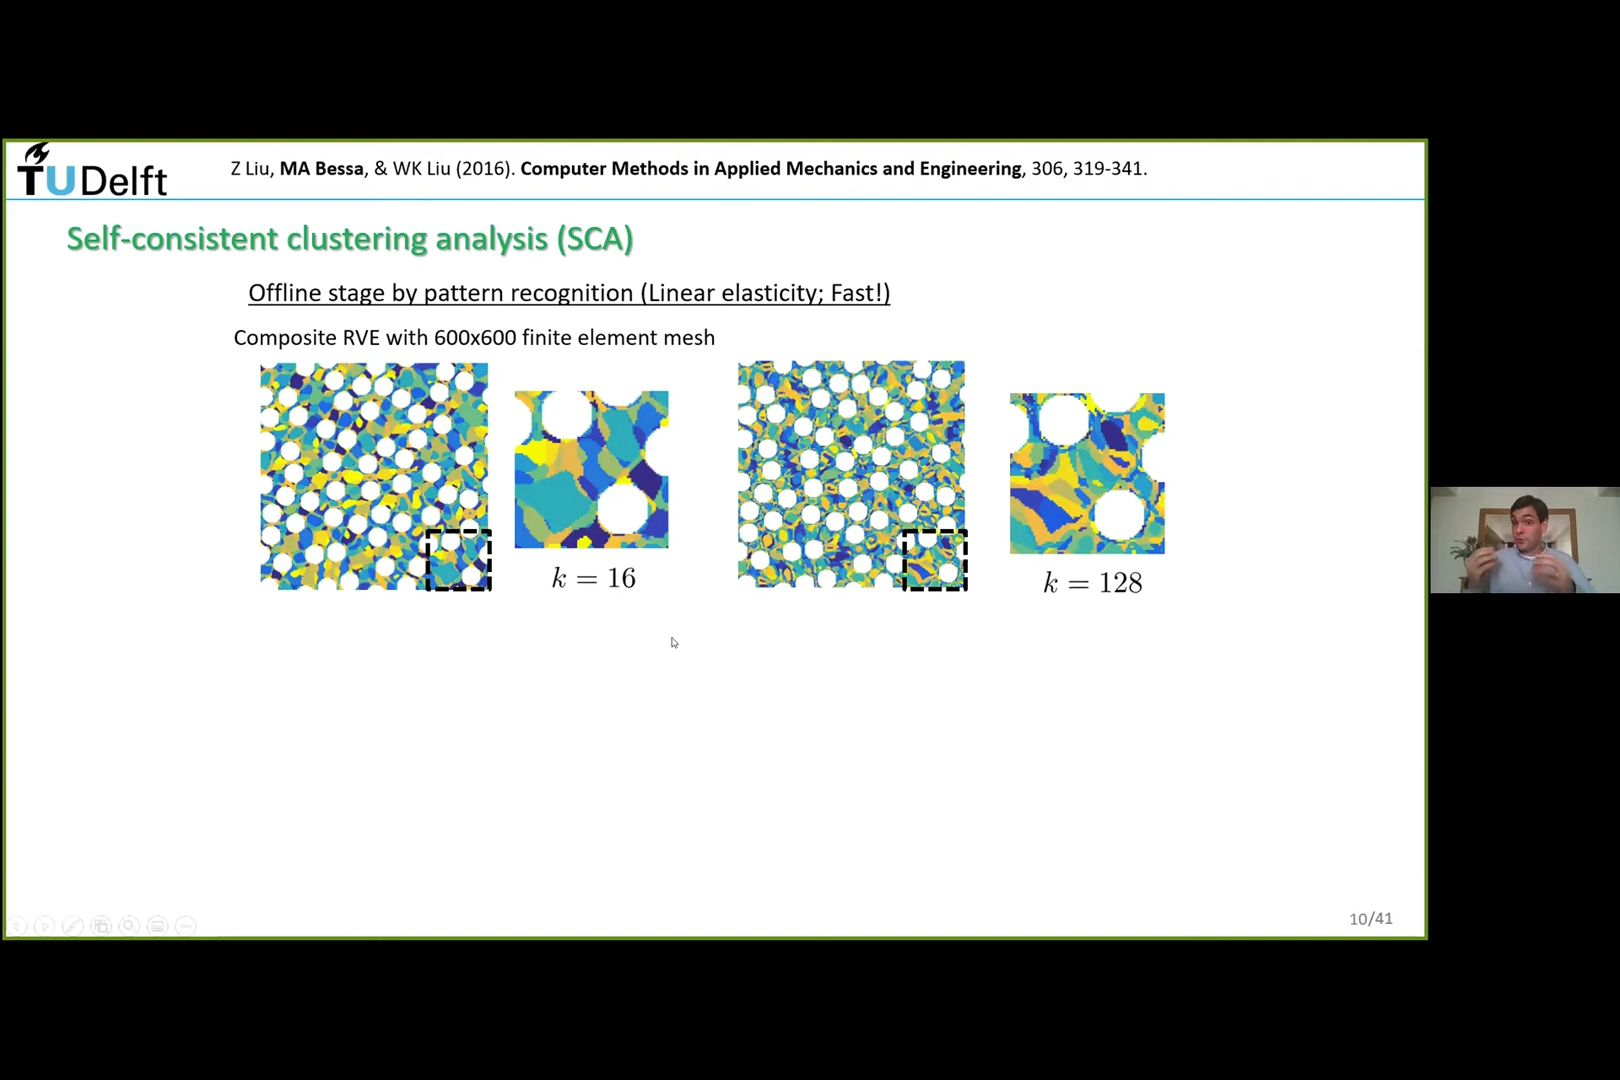 TUDelft
Z Liu, MA Bessa, & WK Liu (2016). Computer Methods in Applied Mechanics and Engineering, 306, 319-341.
Self-consistent clustering analysis (SCA)
Offline stage by pattern recognition (Linear elasticity; Fast!)
Composite RVE with 600x600 finite element mesh
k = 16
k = 128
10/41